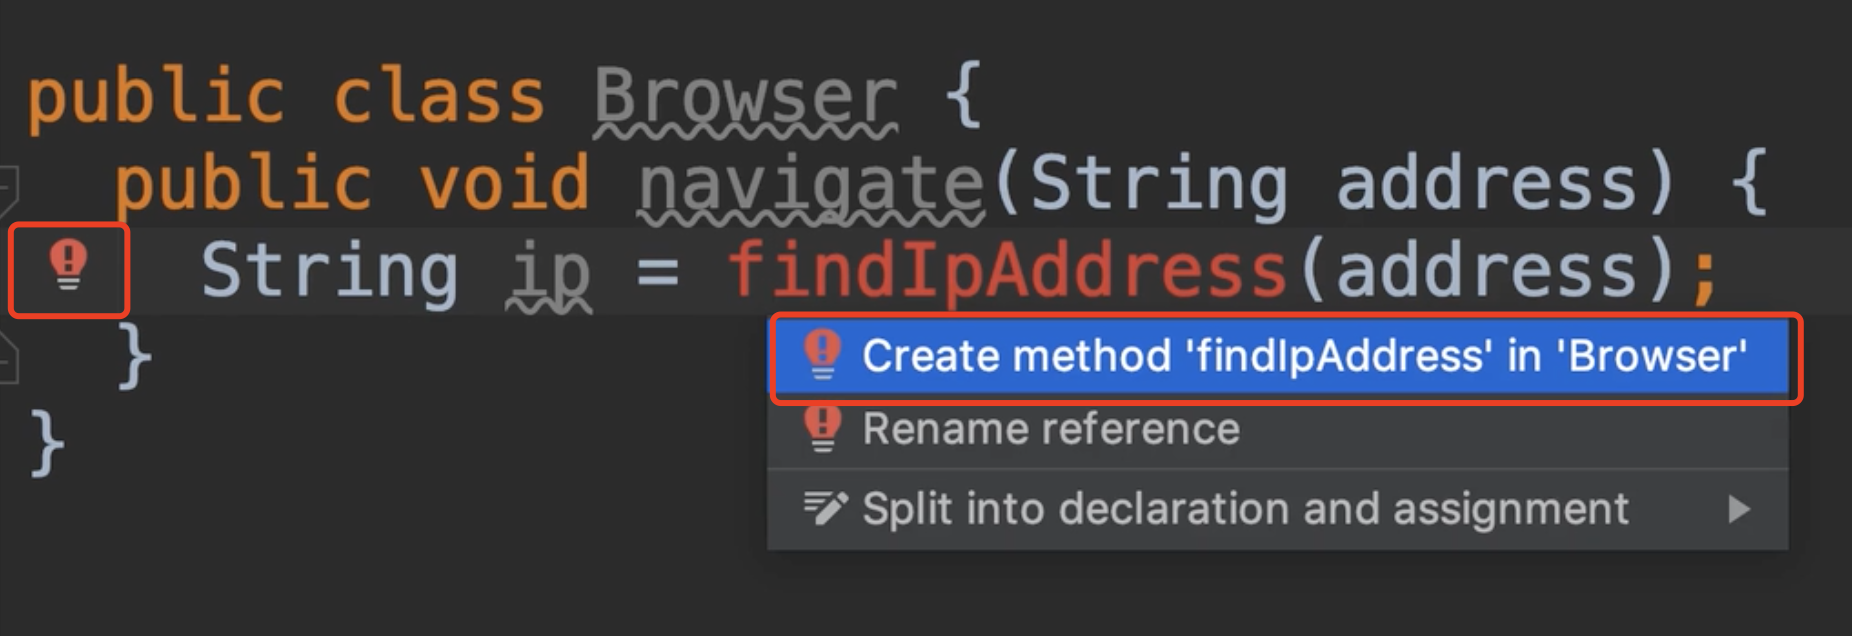 public class Browser {
public void navigate(String address) {
String ip = findIpAddress(address);
}
}
Create method 'findIpAddress' in 'Browser'
Rename reference
Split into declaration and assignment